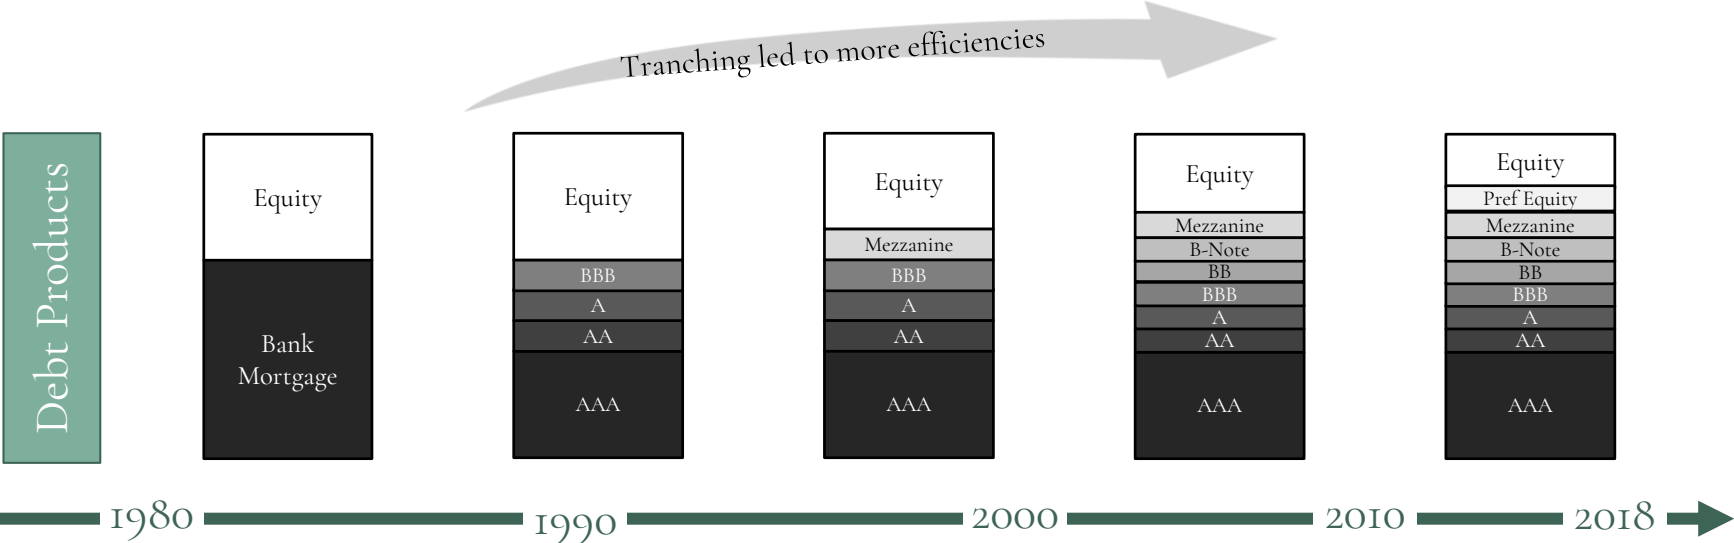 Tranching led to more efficiencies
Debt Products
Equity
Bank
Mortgage
Equity
BBB
A
AA
AAA
Equity
Mezzanine
BBB
A
AA
AAA
Equity
Mezzanine
B-Note
BB
BBB
A
AA
AAA
Equity
Pref Equity
Mezzanine
B-Note
BB
BBB
A
AA
AAA
1980
1990
2000
2010
2018